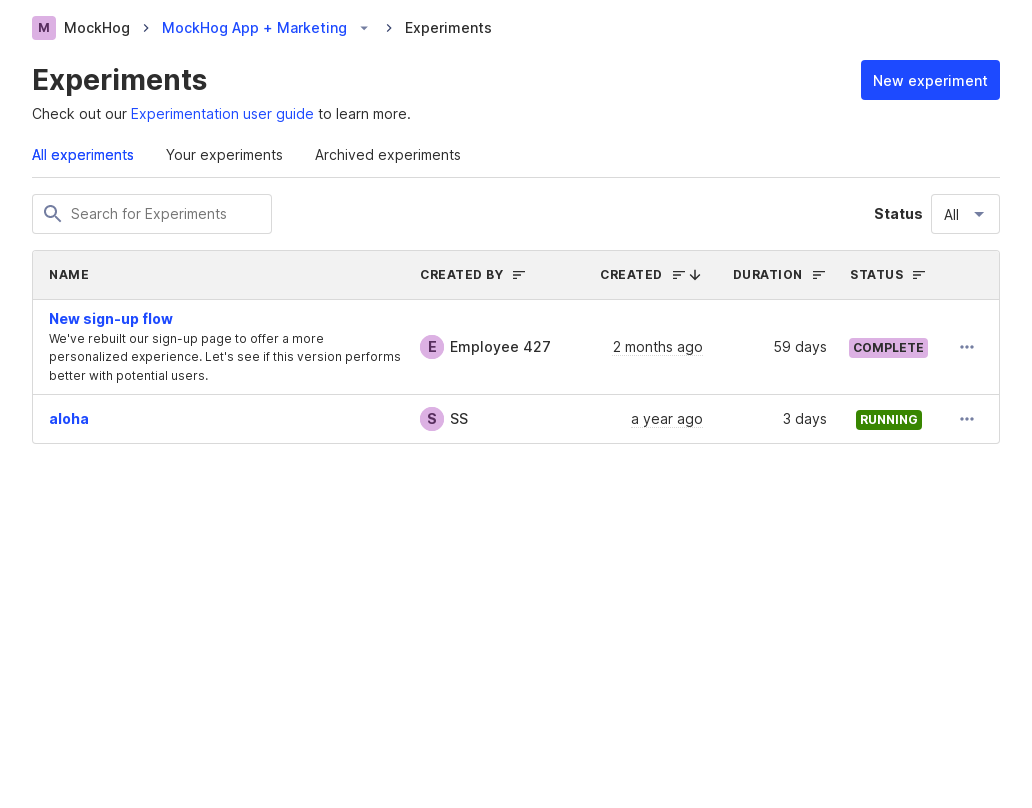 M MockHog MockHog App + Marketing Experiments
Experiments
New experiment
Check out our Experimentation user guide to learn more.
All experiments Your experiments Archived experiments
Search for Experiments
Status All
NAME CREATED BY CREATED DURATION STATUS
New sign-up flow
We've rebuilt our sign-up page to offer a more
personalized experience. Let's see if this version performs
better with potential users.
E Employee 427 2 months ago 59 days COMPLETE
aloha S SS a year ago 3 days RUNNING